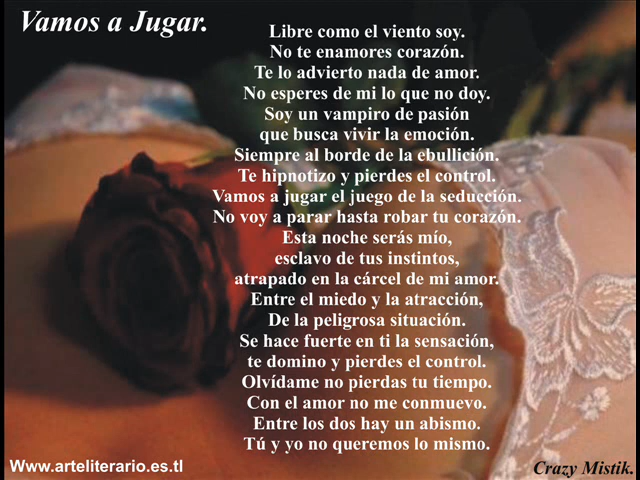 Vamos a Jugar.
Libre como el viento soy.
No te enamores corazón.
Te lo advierto nada de amor.
No esperes de mi lo que no doy.
Soy un vampiro de pasión
que busca vivir la emoción.
Siempre al borde de la ebullición.
Te hipnotizo y pierdes el control.
Vamos a jugar el juego de la seducción.
No voy a parar hasta robar tu corazón.
Esta noche serás mío,
esclavo de tus instintos,
atrapado en la cárcel de mi amor.
Entre el miedo y la atracción,
De la peligrosa situación.
Se hace fuerte en ti la sensación,
te domino y pierdes el control.
Olvídame no pierdas tu tiempo.
Con el amor no me conmuevo.
Entre los dos hay un abismo.
Tú y yo no queremos lo mismo.
Www.arteliterario.es.tl
Crazy Mistik.